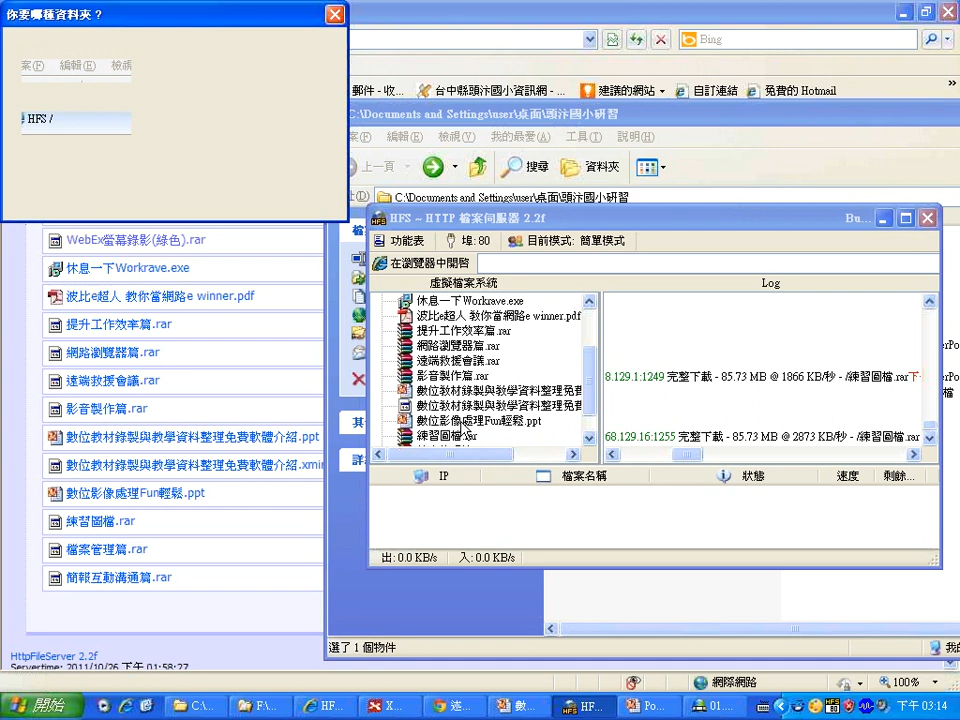 你要哪種資料夾？
案(F) 編輯(E) 檢視
HFS /
Bing
郵件 - 收...
台中縣頭汴國小資訊網 - ...
建議的網站
自訂連結
免費的 Hotmail
C:\Documents and Settings\user\桌面\頭汴國小研習
案(F) 編輯(E) 檢視(V) 我的最愛(A) 工具(T) 說明(H)
上一頁
搜尋
資料夾
C:\Documents and Settings\user\桌面\頭汴國小研習
HFS ~ HTTP 檔案伺服器 2.2f
Bu...
功能表
埠: 80
目前模式: 簡單模式
在瀏覽器中開啓
虛擬檔案系統
Log
休息一下Workrave.exe
波比e超人 教你當網路e winner.pdf
提升工作效率篇.rar
網路瀏覽器篇.rar
遠端救援會議.rar
影音製作篇.rar
數位教材錄製與教學資料整理免費
數位教材錄製與教學資料整理免費
數位影像處理Fun輕鬆.ppt
練習圖檔.rar
8.129.1:1249 完整下載 - 85.73 MB @ 1866 KB/秒 - /練習圖檔.rar下
68.129.16:1255 完整下載 - 85.73 MB @ 2873 KB/秒 - /練習圖檔.rar
IP
檔案名稱
狀態
速度
剩餘...
出: 0.0 KB/s
入: 0.0 KB/s
WebEx螢幕錄影(綠色).rar
休息一下Workrave.exe
波比e超人 教你當網路e winner.pdf
提升工作效率篇.rar
網路瀏覽器篇.rar
遠端救援會議.rar
影音製作篇.rar
數位教材錄製與教學資料整理免費軟體介紹.ppt
數位教材錄製與教學資料整理免費軟體介紹.xmin
數位影像處理Fun輕鬆.ppt
練習圖檔.rar
檔案管理篇.rar
簡報互動溝通篇.rar
HttpFileServer 2.2f
Servertime: 2011/10/26 下午 01:58:27
選了 1 個物件
網際網路
100%
開始
C:\...
F:\...
HF...
X...
迷...
數...
HF...
Po...
01...
下午 03:14